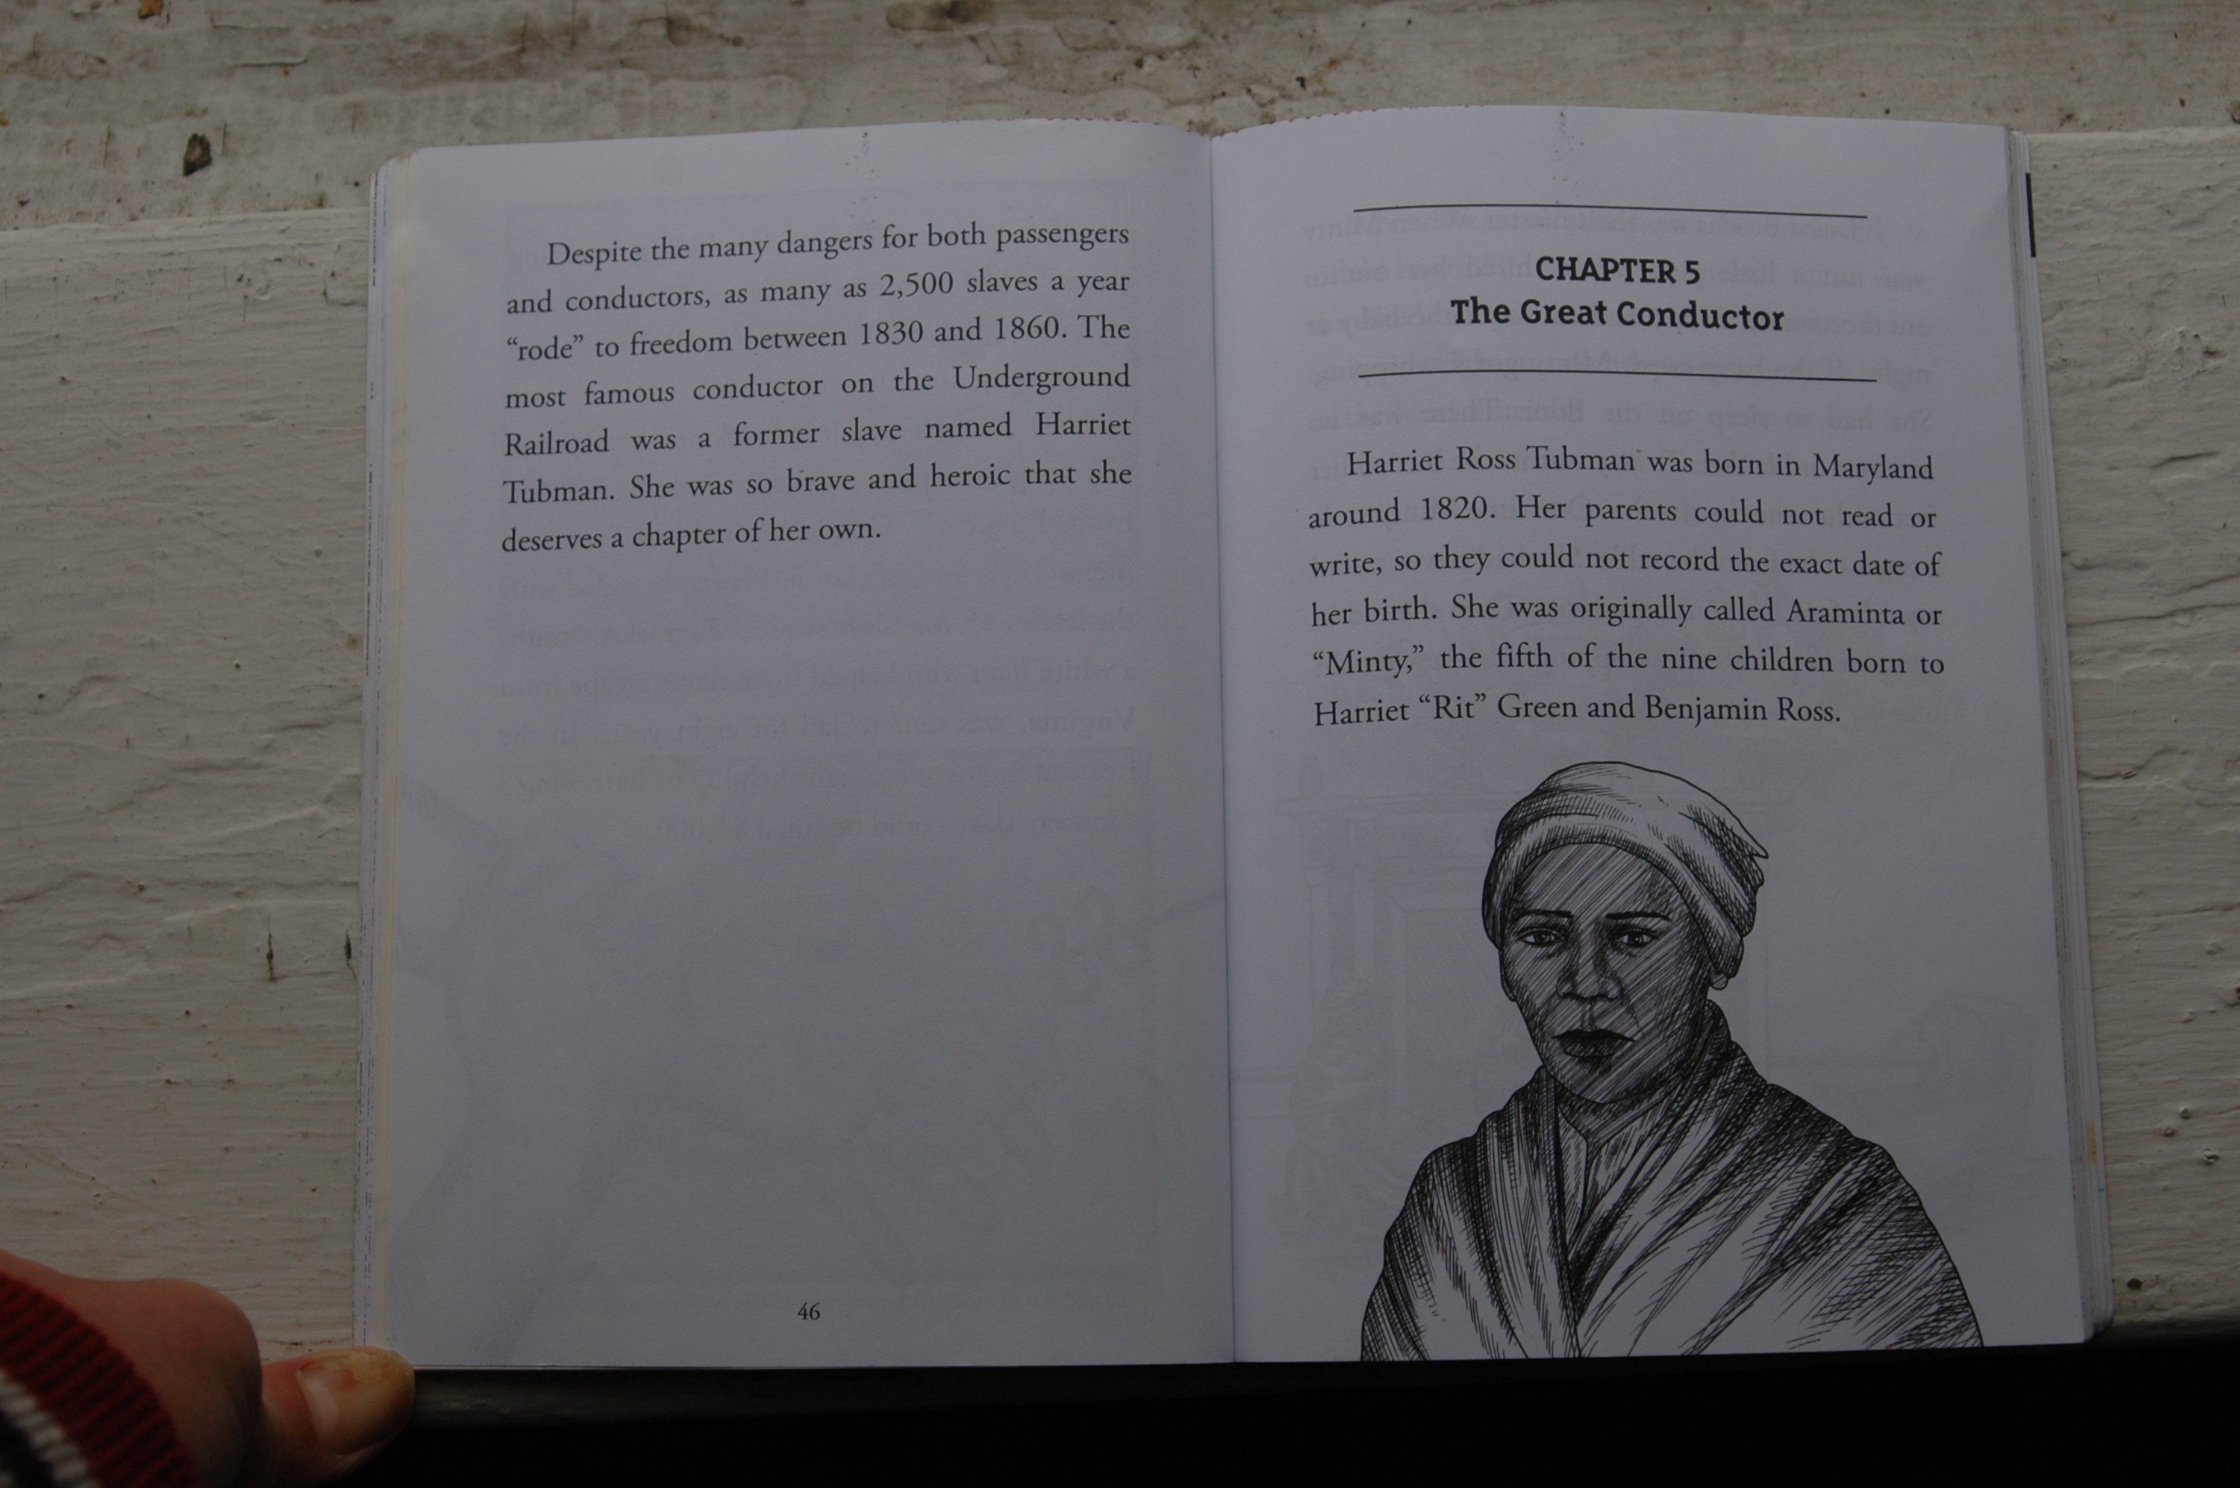 Despite the many dangers for both passengers
and conductors, as many as 2,500 slaves a year
“rode” to freedom between 1830 and 1860. The
most famous conductor on the Underground
Railroad was a former slave named Harriet
Tubman. She was so brave and heroic that she
deserves a chapter of her own.
46
CHAPTER 5
The Great Conductor
Harriet Ross Tubman was born in Maryland
around 1820. Her parents could not read or
write, so they could not record the exact date of
her birth. She was originally called Araminta or
“Minty,” the fifth of the nine children born to
Harriet “Rit” Green and Benjamin Ross.